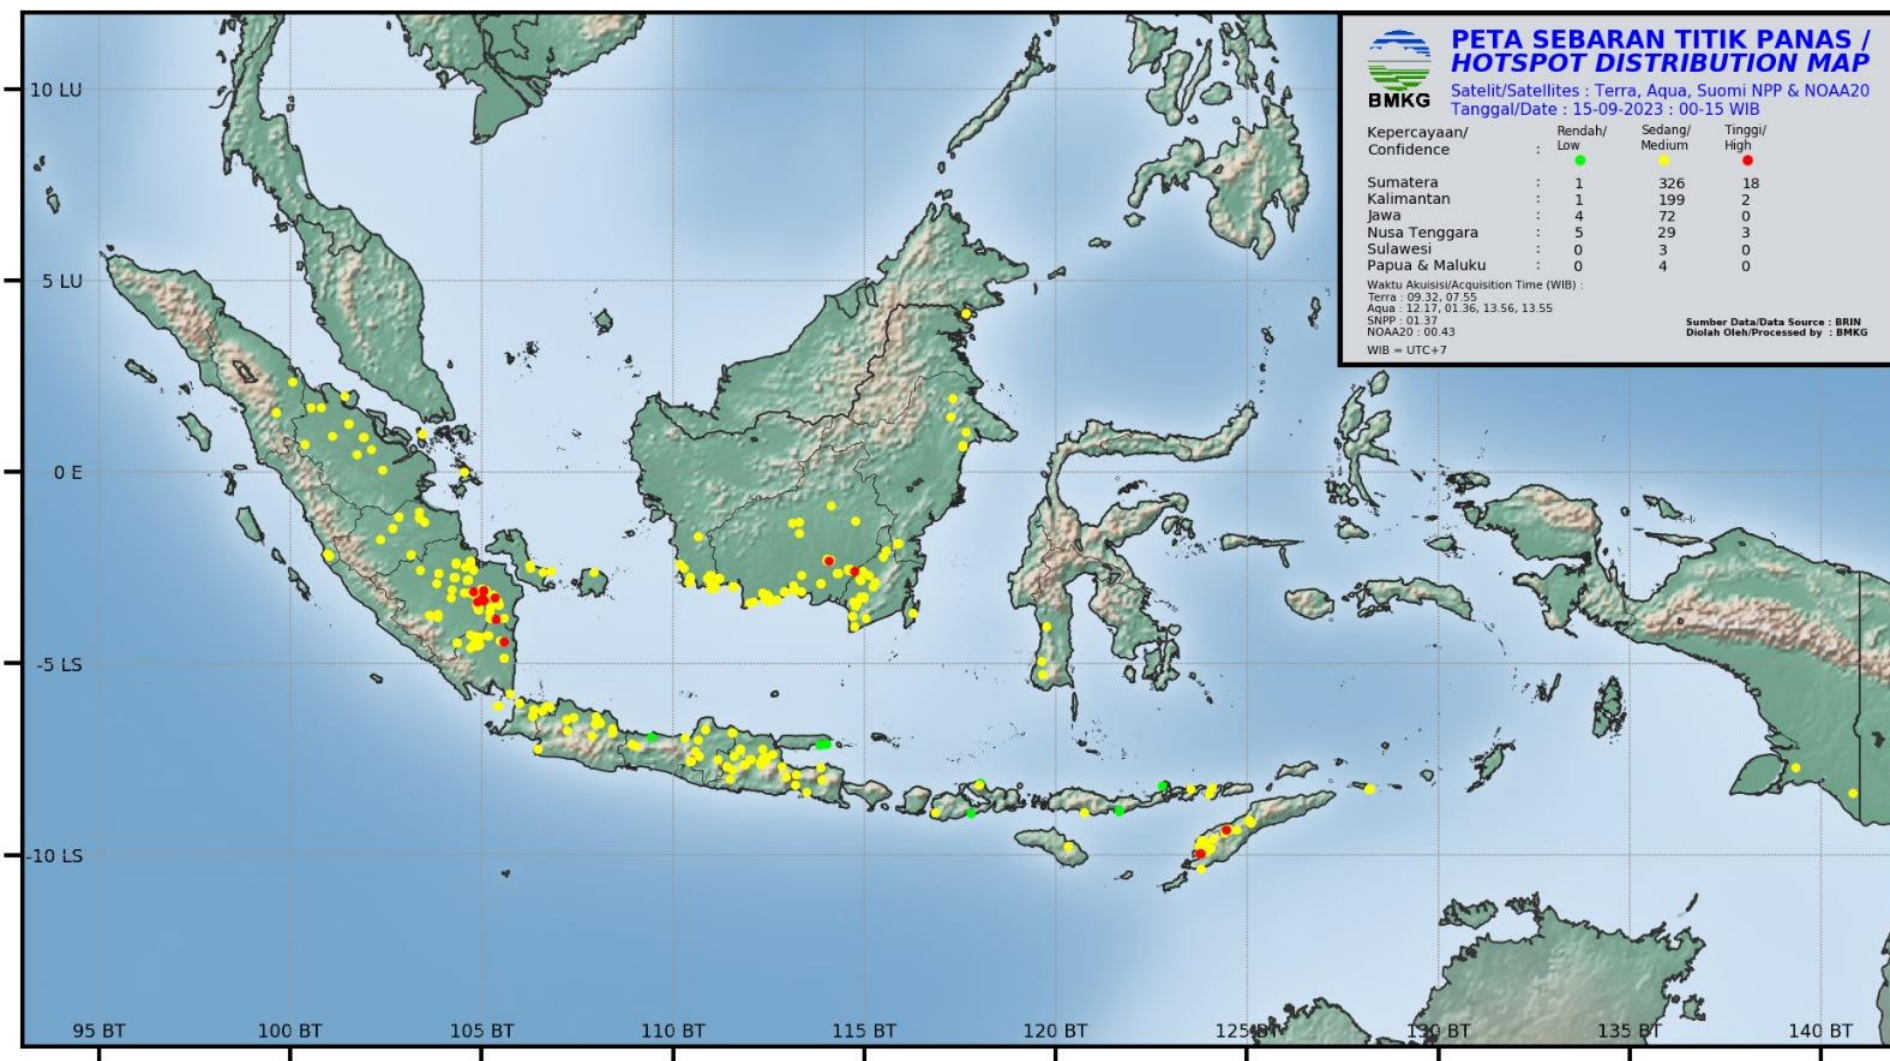 PETA SEBARAN TITIK PANAS /
HOTSPOT DISTRIBUTION MAP
Satelit/Satellites : Terra, Aqua, Suomi NPP & NOAA20
Tanggal/Date : 15-09-2023 : 00-15 WIB
BMKG
Kepercayaan/ Rendah/ Sedang/ Tinggi/
Confidence : Low Medium High
Sumatera : 1 326 18
Kalimantan : 1 199 2
Jawa : 4 72 0
Nusa Tenggara : 5 29 3
Sulawesi : 0 3 0
Papua & Maluku : 0 4 0
Waktu Akuisisi/Acquisition Time (WIB) :
Terra : 09.32, 07.55
Aqua : 12.17, 01.36, 13.56, 13.55
SNPP : 01.37
NOAA20 : 00.43
WIB = UTC+7
Sumber Data/Data Source : BRIN
Diolah Oleh/Processed by : BMKG
10 LU
5 LU
0 E
-5 LS
-10 LS
95 BT 100 BT 105 BT 110 BT 115 BT 120 BT 125 BT 130 BT 135 BT 140 BT